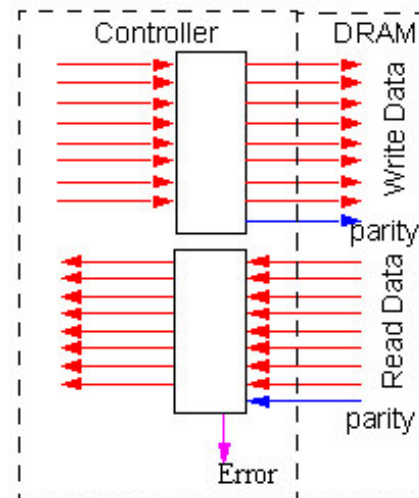 Controller
DRAM
Write Data
parity
Read Data
parity
Error